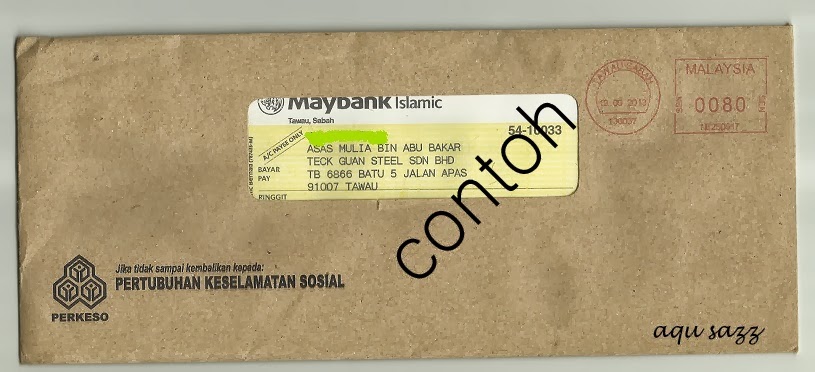 Maybank Islamic
Tawau, Sabah
54-10033
A/C PAYEE ONLY
BAYAR
PAY
ASAS MULIA BIN ABU BAKAR
TECK GUAN STEEL SDN BHD
TB 6866 BATU 5 JALAN APAS
91007 TAWAU
RINGGIT
MALAYSIA
0080
contoh
Jika tidak sampai kembalikan kepada:
PERTUBUHAN KESELAMATAN SOSIAL
PERKESO
aqu sazz